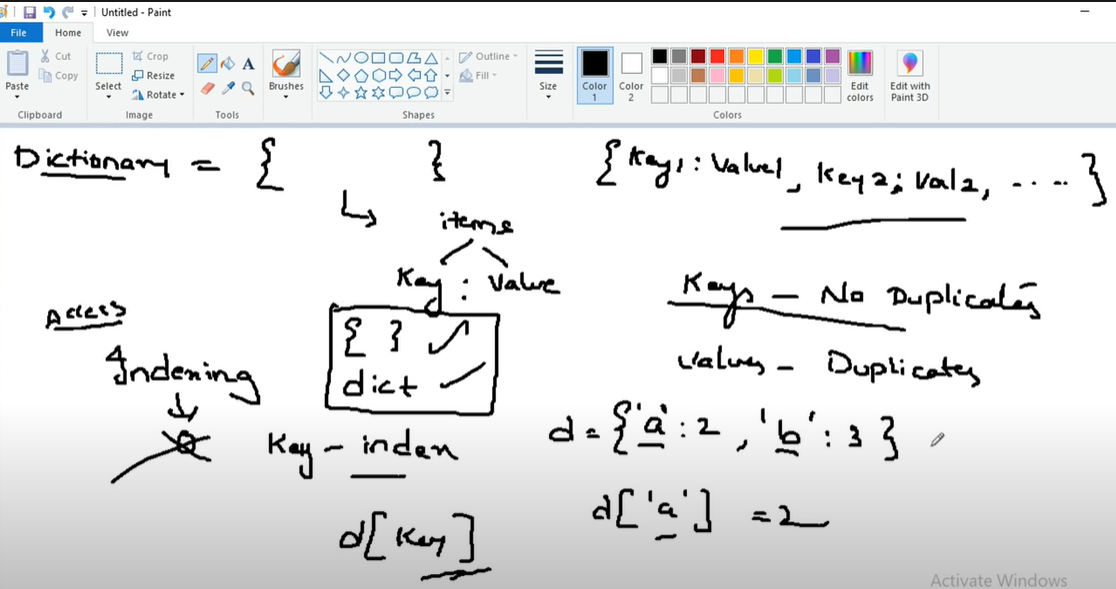 Untitled - Paint
File Home View
Paste Cut Copy
Clipboard
Select Crop Resize Rotate
Image
Tools
Brushes
Outline Fill
Shapes
Size
Color 1 Color 2
Edit colors
Colors
Edit with Paint 3D
Dictionary = { }
{Key1 : Value1, Key2 : Val2, .....}
↳ items
Key : Value
Keys - No Duplicates
Values - Duplicates
{ } ✓
dict ✓
Access
Indexing
Key - index
d[Key]
d = {'a' : 2, 'b' : 3}
d['a'] = 2
Activate Windows